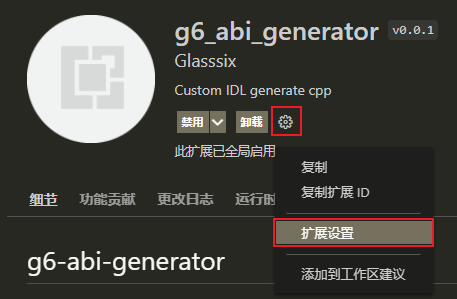 g6_abi_generator v0.0.1
Glasssix
Custom IDL generate cpp
禁用 卸载
此扩展已全局启用
复制
复制扩展 ID
细节 功能贡献 更改日志 运行时
扩展设置
g6-abi-generator
添加到工作区建议